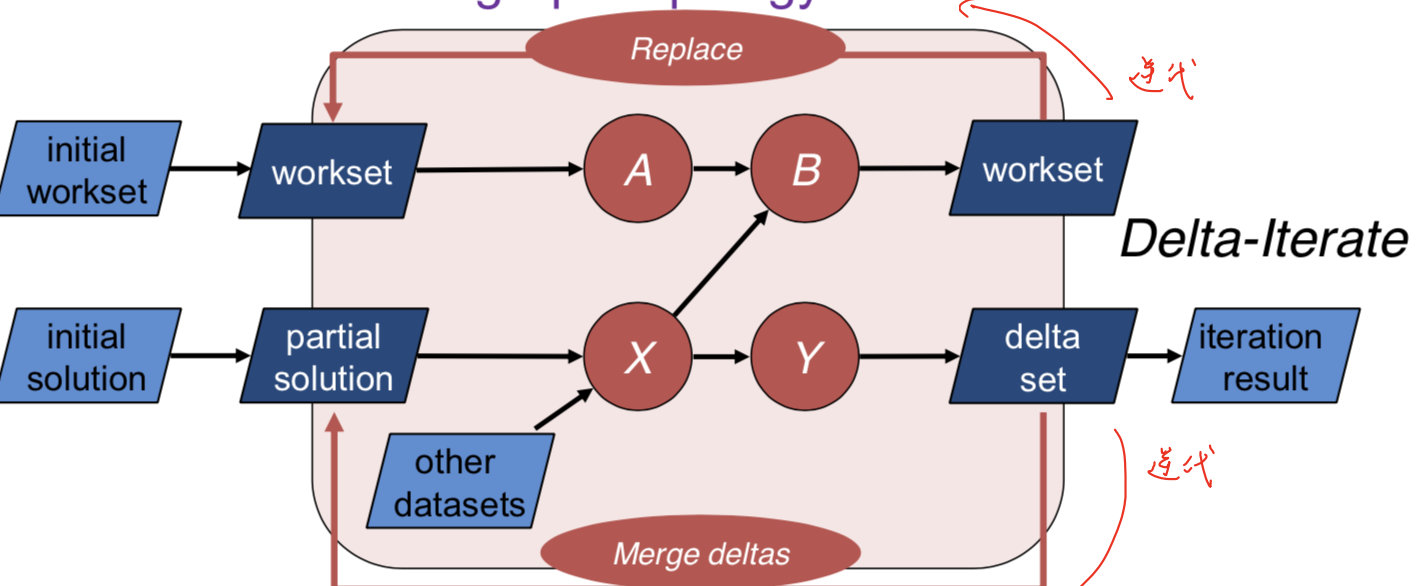 Replace
迭代
initial
workset
workset
A
B
workset
Delta-Iterate
initial
solution
partial
solution
X
Y
delta
set
iteration
result
other
datasets
迭代
Merge deltas